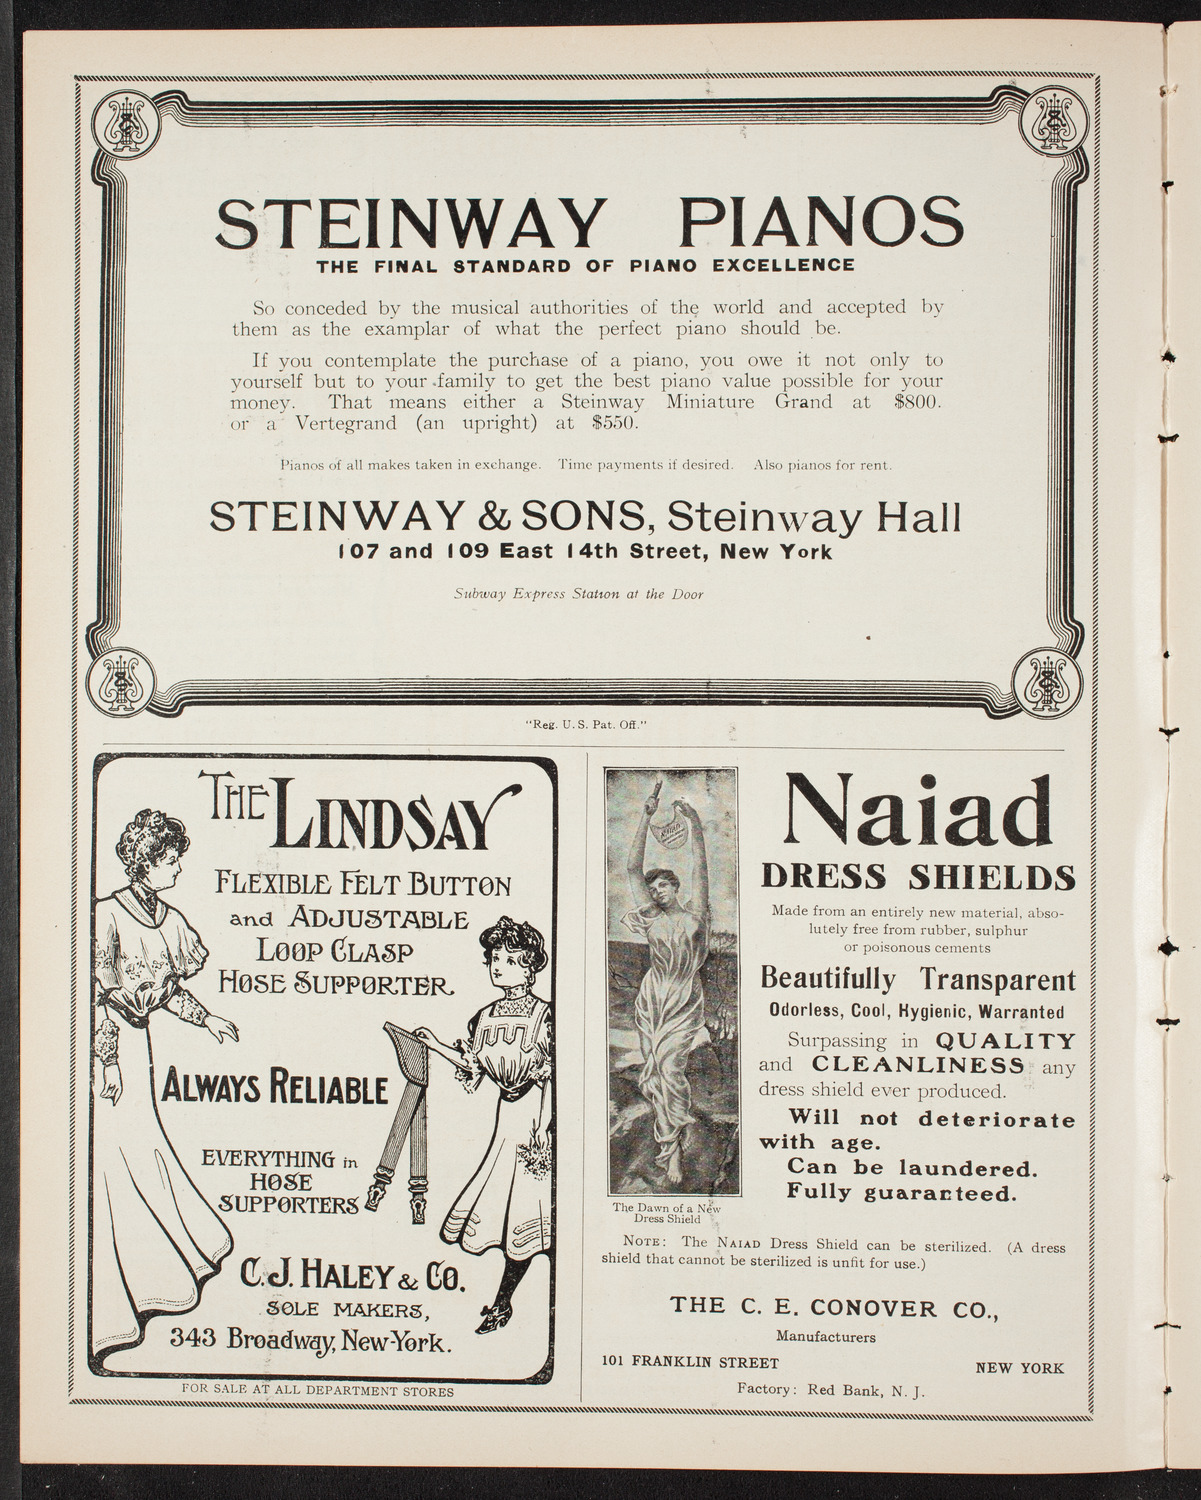 STEINWAY PIANOS
THE FINAL STANDARD OF PIANO EXCELLENCE
So conceded by the musical authorities of the world and accepted by
them as the examplar of what the perfect piano should be.
If you contemplate the purchase of a piano, you owe it not only to
yourself but to your family to get the best piano value possible for your
money. That means either a Steinway Miniature Grand at $800.
or a Vertegrand (an upright) at $550.
Pianos of all makes taken in exchange. Time payments if desired. Also pianos for rent.
STEINWAY & SONS, Steinway Hall
107 and 109 East 14th Street, New York
Subway Express Station at the Door
"Reg. U. S. Pat. Off."
THE LINDSAY
FLEXIBLE FELT BUTTON
and ADJUSTABLE
LOOP CLASP
HOSE SUPPORTER.
ALWAYS RELIABLE
EVERYTHING in
HOSE
SUPPORTERS
C. J. HALEY & CO.
SOLE MAKERS,
343 Broadway, New-York.
FOR SALE AT ALL DEPARTMENT STORES
NAIAD
The Dawn of a New
Dress Shield
Naiad
DRESS SHIELDS
Made from an entirely new material, abso-
lutely free from rubber, sulphur
or poisonous cements
Beautifully Transparent
Odorless, Cool, Hygienic, Warranted
Surpassing in QUALITY
and CLEANLINESS any
dress shield ever produced.
Will not deteriorate
with age.
Can be laundered.
Fully guaranteed.
NOTE: The NAIAD Dress Shield can be sterilized. (A dress
shield that cannot be sterilized is unfit for use.)
THE C. E. CONOVER CO.,
Manufacturers
101 FRANKLIN STREET NEW YORK
Factory: Red Bank, N. J.